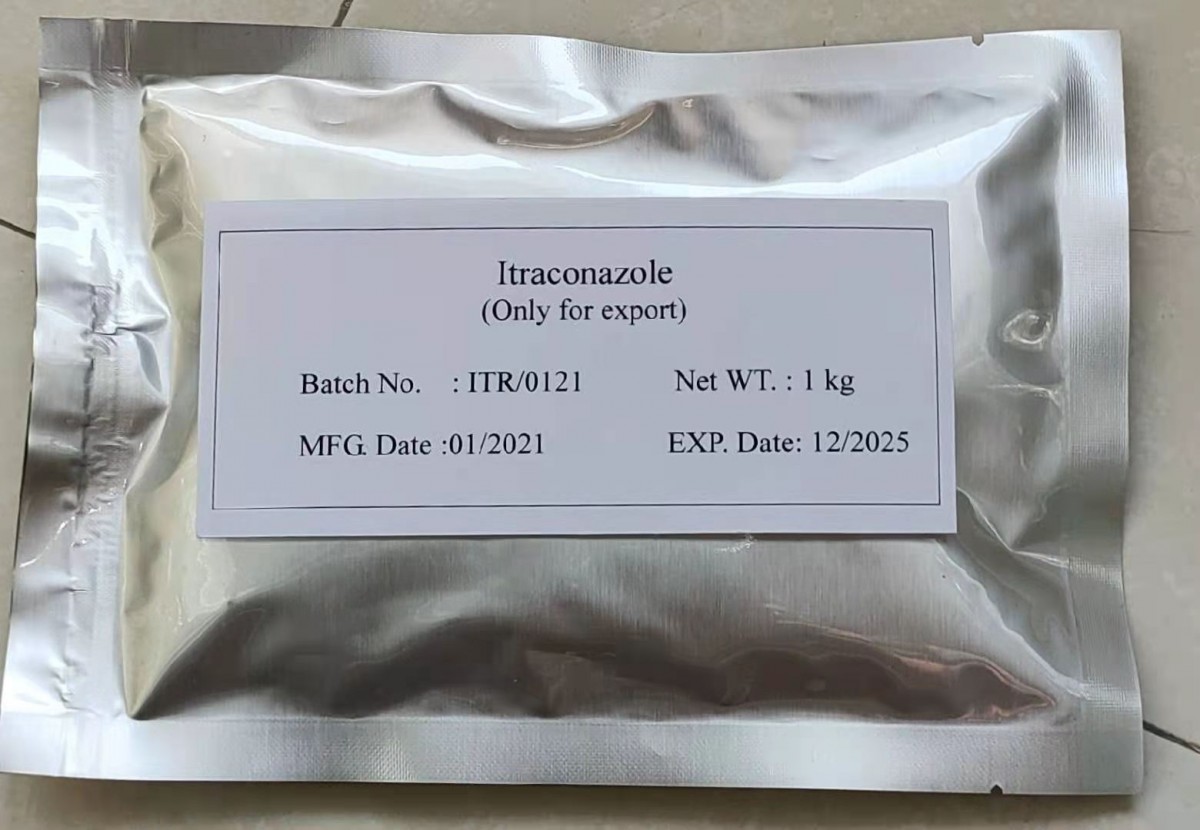 Itraconazole
(Only for export)
Batch No. : ITR/0121 Net WT. : 1 kg
MFG. Date :01/2021 EXP. Date: 12/2025